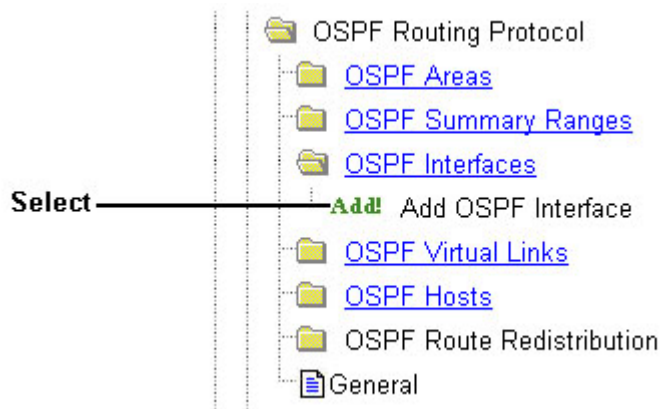 OSPF Routing Protocol
OSPF Areas
OSPF Summary Ranges
OSPF Interfaces
Select Add! Add OSPF Interface
OSPF Virtual Links
OSPF Hosts
OSPF Route Redistribution
General